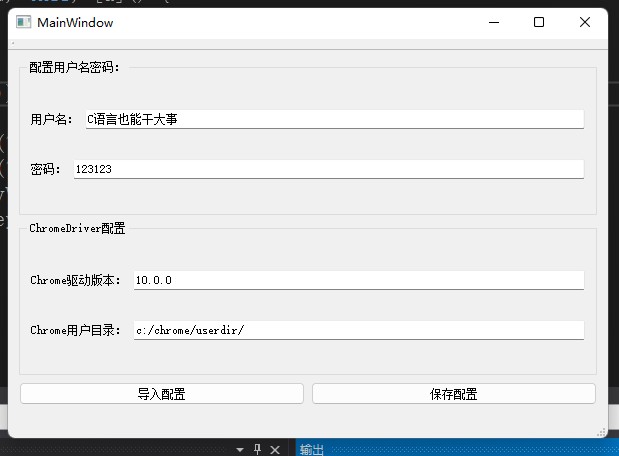 MainWindow
配置用户名密码：
用户名： C语言也能干大事
密码： 123123
ChromeDriver配置
Chrome驱动版本： 10.0.0
Chrome用户目录： c:/chrome/userdir/
导入配置 保存配置
输出